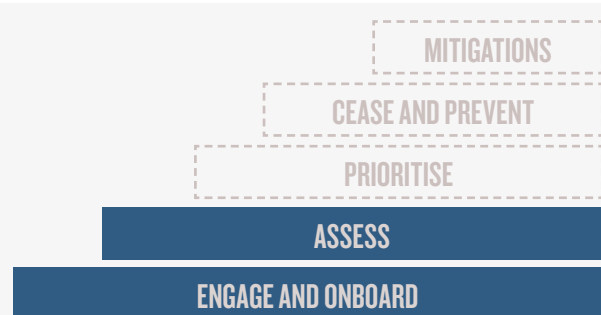 MITIGATIONS
CEASE AND PREVENT
PRIORITISE
ASSESS
ENGAGE AND ONBOARD